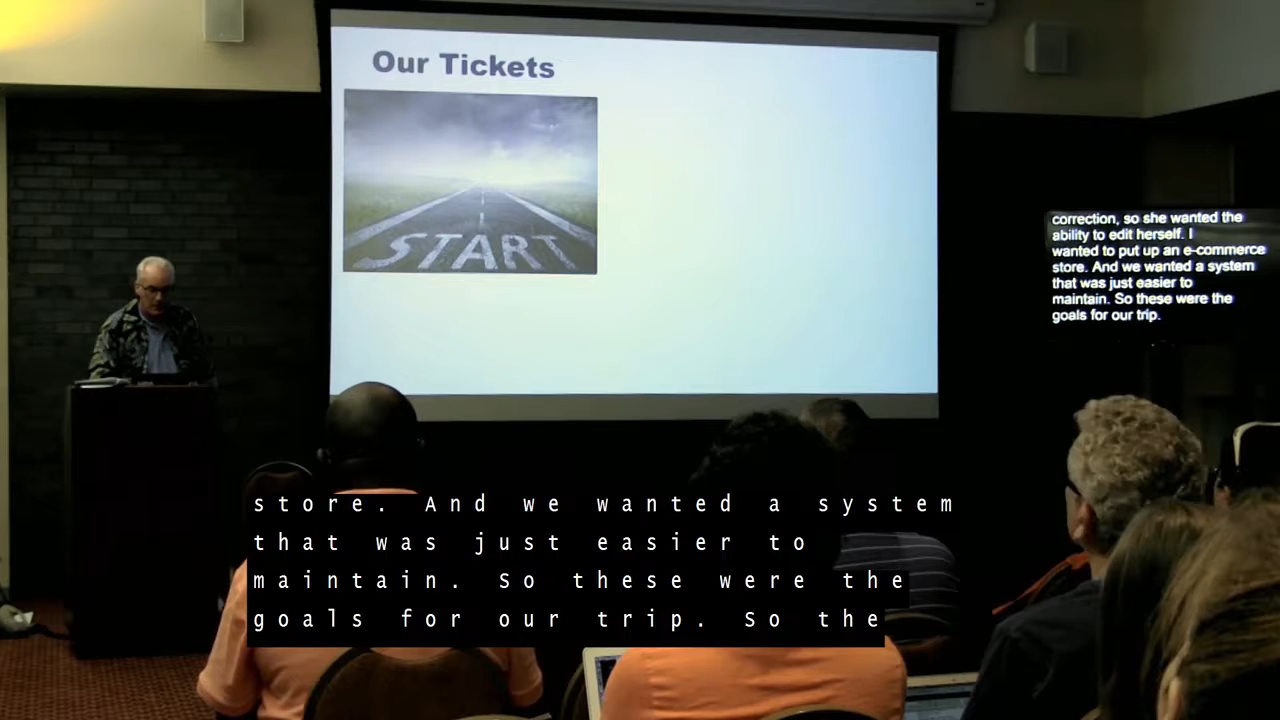 Our Tickets
START
correction, so she wanted the
ability to edit herself. I
wanted to put up an e-commerce
store. And we wanted a system
that was just easier to
maintain. So these were the
goals for our trip.
store. And we wanted a system
that was just easier to
maintain. So these were the
goals for our trip. So the